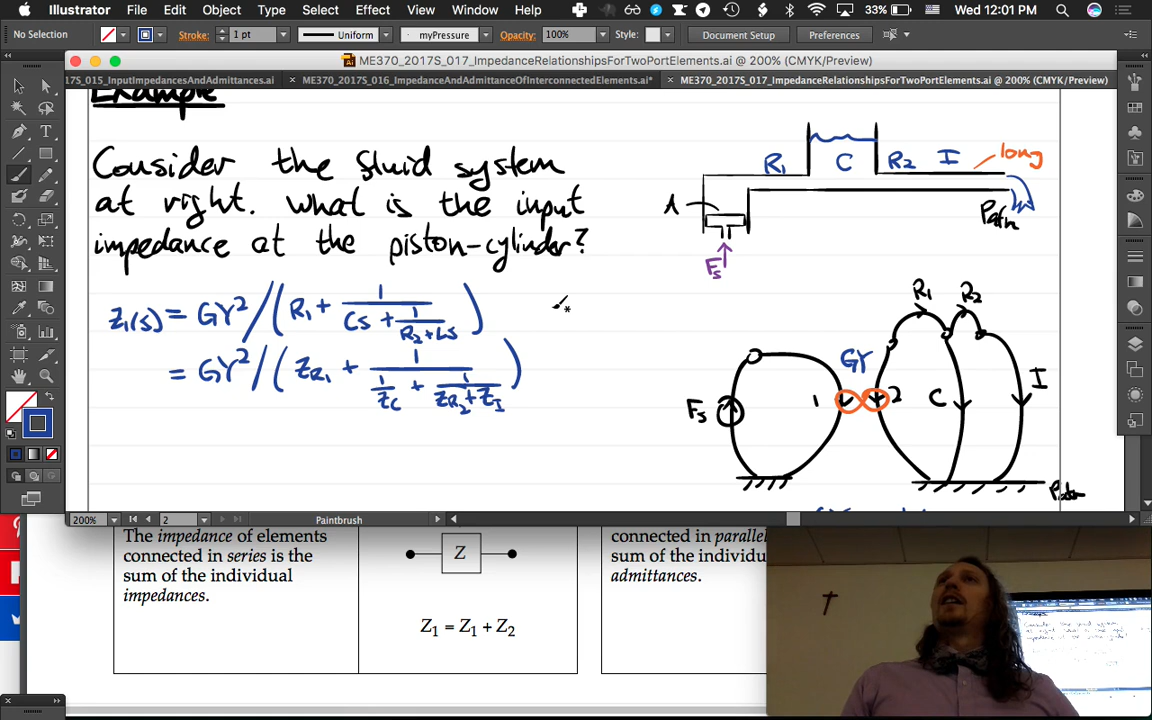 Illustrator File Edit Object Type Select Effect View Window Help 33% Wed 12:01 PM
No Selection Stroke: 1 pt Uniform myPressure Opacity: 100% Style: Document Setup Preferences
ME370_2017S_017_ImpedanceRelationshipsForTwoPortElements.ai @ 200% (CMYK/Preview)
17S_015_InputImpedancesAndAdmittances.ai ME370_2017S_016_ImpedanceAndAdmittanceOfInterconnectedElements.ai* ME370_2017S_017_ImpedanceRelationshipsForTwoPortElements.ai @ 200% (CMYK/Preview)
Example
Consider the fluid system
at right. What is the input
impedance at the piston-cylinder?
Z1(s) = GY²/(R1 + 1/(Cs + 1/(R2+Ls)))
= GY²/(ZR1 + 1/(1/ZC + 1/(ZR2+ZI)))
R1 C R2 I long
A
Patm
Fs
R1 R2
GY
Fs 1 2 C I
Patm
200% 2 Paintbrush
The impedance of elements
connected in series is the
sum of the individual
impedances.
Z
Z1 = Z1 + Z2
connected in parallel
sum of the individu
admittances.